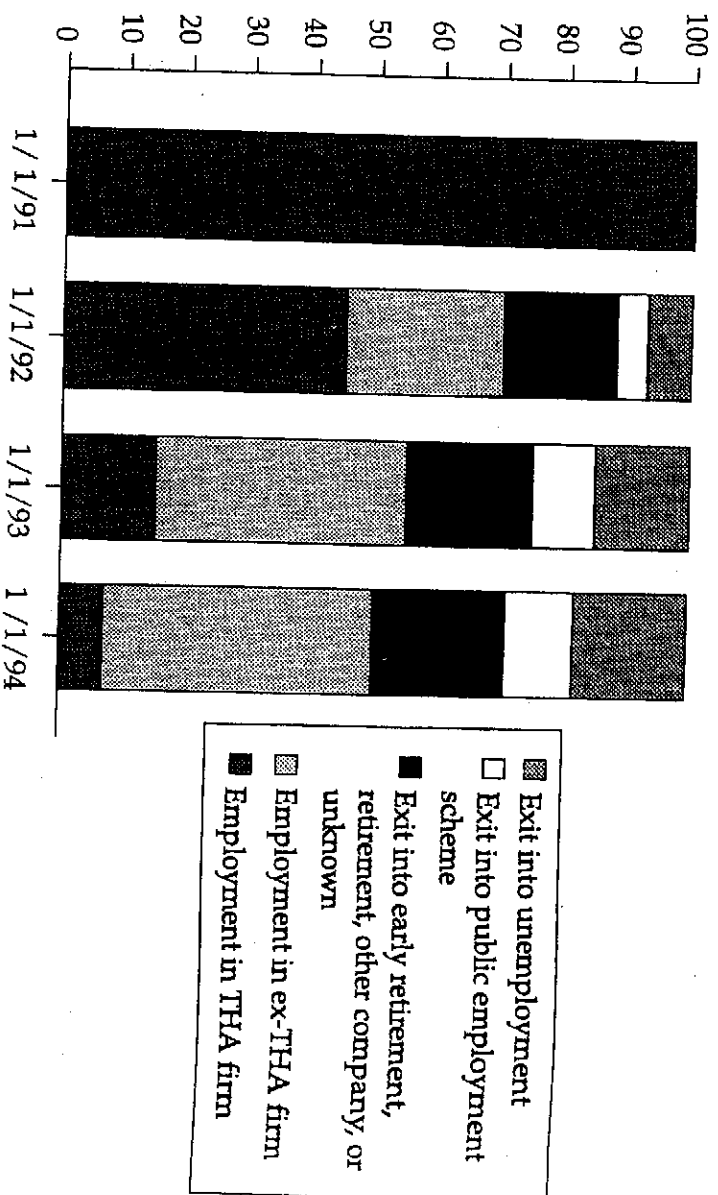 100
90
80
70
60
50
40
30
20
10
0
1/ 1/91
1/1/92
1/1/93
1 /1/94
Exit into unemployment
Exit into public employment
scheme
Exit into early retirement,
retirement, other company, or
unknown
Employment in ex-THA firm
Employment in THA firm